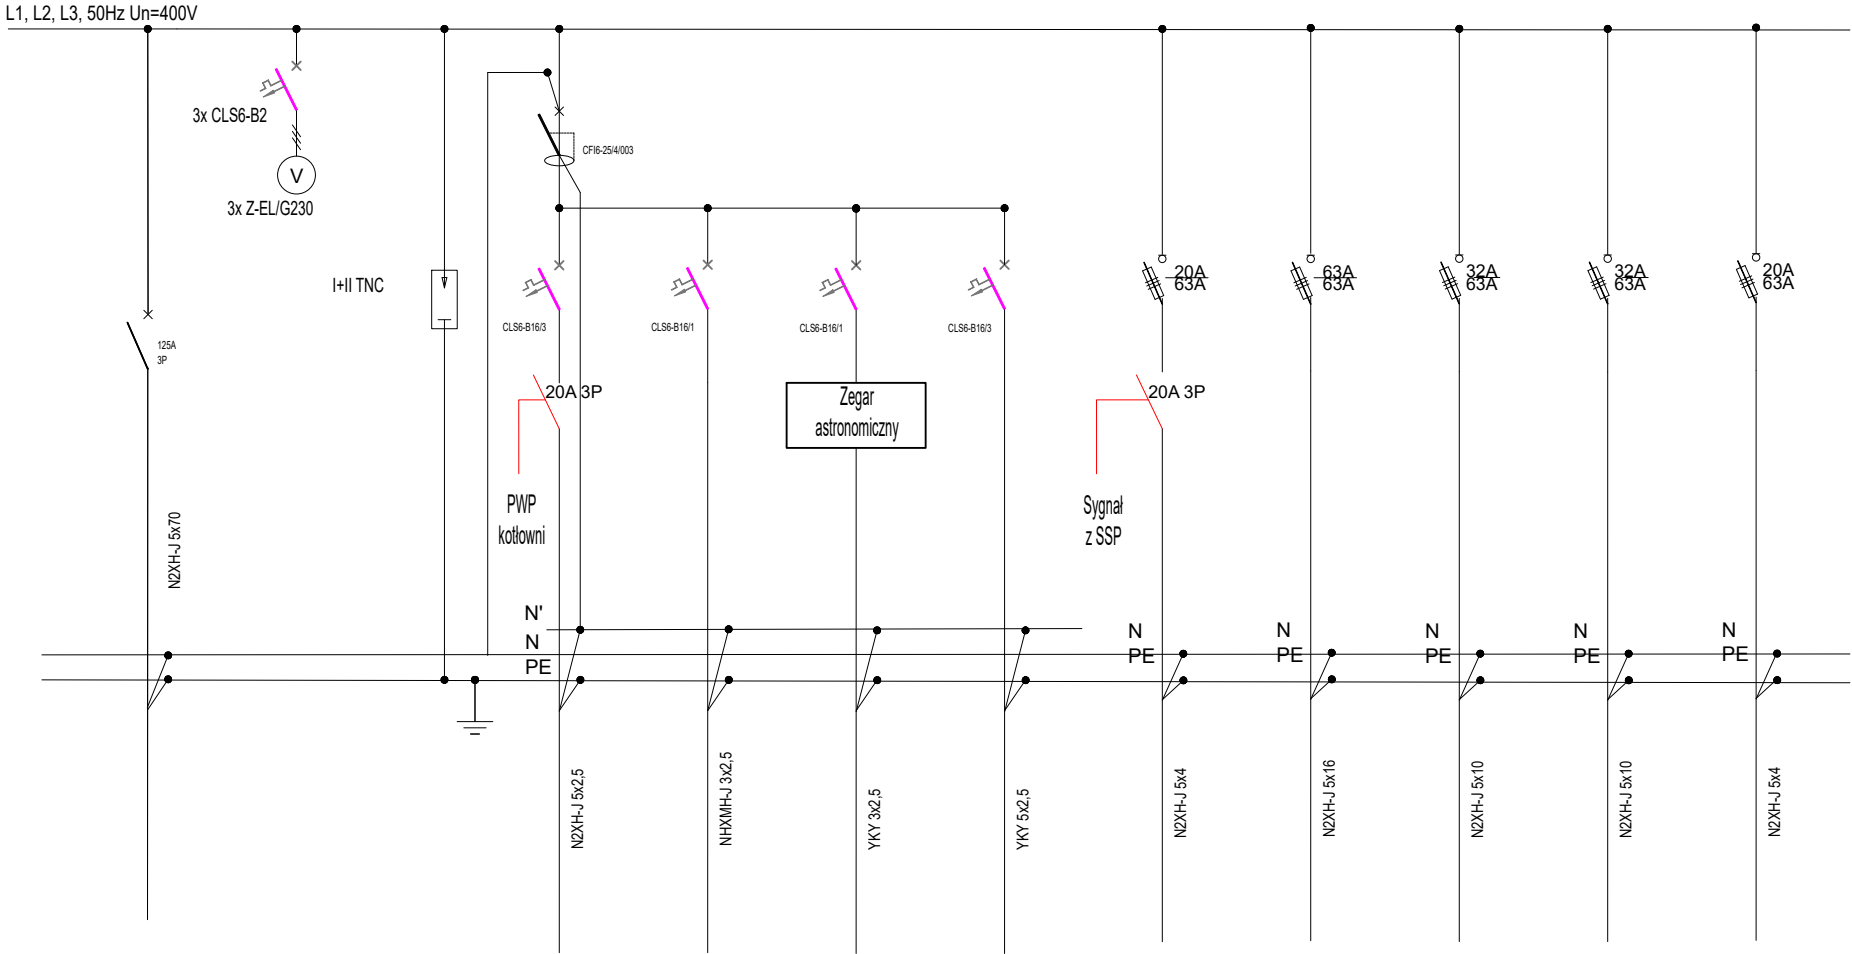 L1, L2, L3, 50Hz Un=400V
3x CLS6-B2
V
3x Z-EL/G230
I+II TNC
125A
3P
N2XH-J 5x70
CFI6-25/4/003
CLS6-B16/3
CLS6-B16/1
CLS6-B16/1
CLS6-B16/3
20A 3P
PWP
kotłowni
Zegar
astronomiczny
20A
63A
63A
63A
32A
63A
32A
63A
20A
63A
20A 3P
Sygnał
z SSP
N'
N
PE
N
PE
N
PE
N
PE
N
PE
N
PE
N2XH-J 5x2,5
NHXMH-J 3x2,5
YKY 3x2,5
YKY 5x2,5
N2XH-J 5x4
N2XH-J 5x16
N2XH-J 5x10
N2XH-J 5x10
N2XH-J 5x4